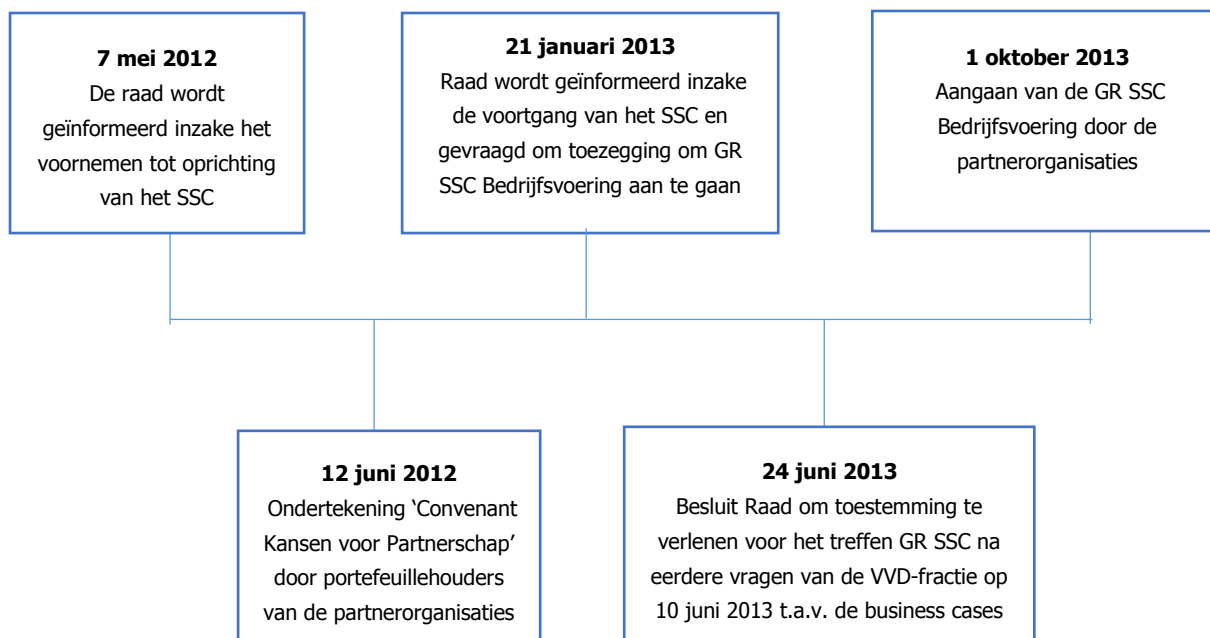 7 mei 2012
De raad wordt
geïnformeerd inzake het
voornemen tot oprichting
van het SSC
21 januari 2013
Raad wordt geïnformeerd inzake
de voortgang van het SSC en
gevraagd om toezegging om GR
SSC Bedrijfsvoering aan te gaan
1 oktober 2013
Aangaan van de GR SSC
Bedrijfsvoering door de
partnerorganisaties
12 juni 2012
Ondertekening ‘Convenant
Kansen voor Partnerschap’
door portefeuillehouders
van de partnerorganisaties
24 juni 2013
Besluit Raad om toestemming te
verlenen voor het treffen GR SSC na
eerdere vragen van de VVD-fractie op
10 juni 2013 t.a.v. de business cases